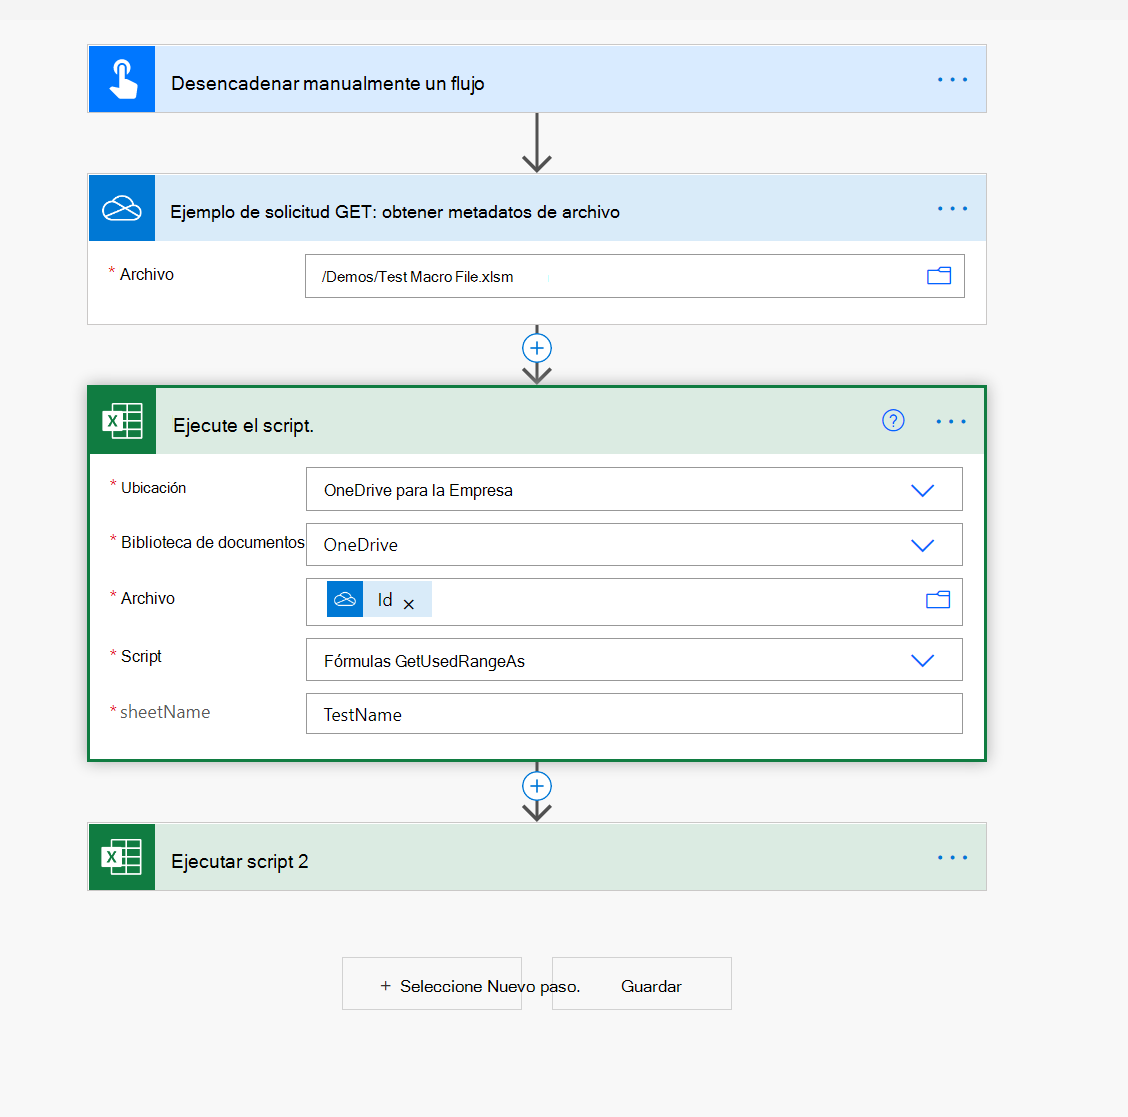 Desencadenar manualmente un flujo
Ejemplo de solicitud GET: obtener metadatos de archivo
* Archivo
/Demos/Test Macro File.xlsm
Ejecute el script.
* Ubicación
OneDrive para la Empresa
* Biblioteca de documentos
OneDrive
* Archivo
Id
* Script
Fórmulas GetUsedRangeAs
* sheetName
TestName
Ejecutar script 2
+ Seleccione Nuevo paso.
Guardar